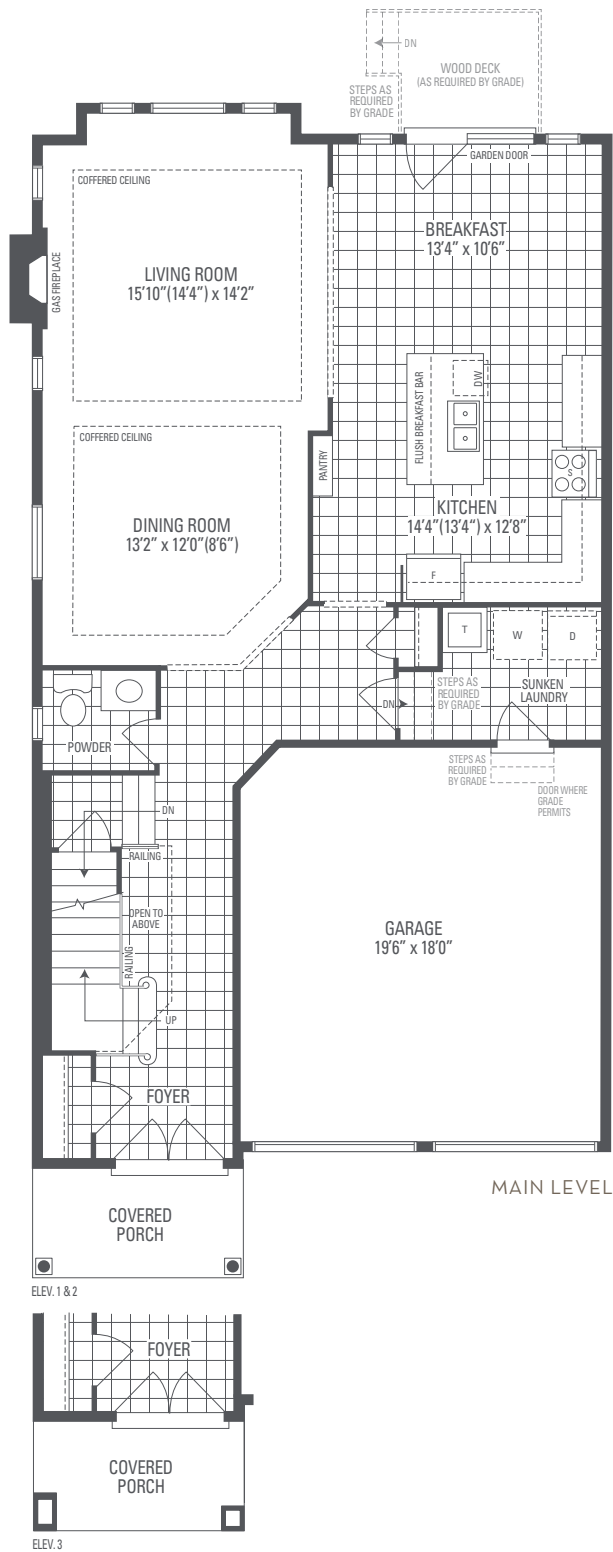 DN
WOOD DECK
(AS REQUIRED BY GRADE)
STEPS AS
REQUIRED
BY GRADE
GARDEN DOOR
COFFERED CEILING
BREAKFAST
13'4" x 10'6"
GAS FIREPLACE
LIVING ROOM
15'10"(14'4") x 14'2"
FLUSH BREAKFAST BAR
DW
COFFERED CEILING
PANTRY
S
DINING ROOM
13'2" x 12'0"(8'6")
KITCHEN
14'4"(13'4") x 12'8"
F
T
W
D
STEPS AS
REQUIRED
BY GRADE
SUNKEN
LAUNDRY
DN
POWDER
STEPS AS
REQUIRED
BY GRADE
DOOR WHERE
GRADE
PERMITS
DN
RAILING
OPEN TO
ABOVE
RAILING
GARAGE
19'6" x 18'0"
UP
FOYER
MAIN LEVEL
COVERED
PORCH
ELEV. 1 & 2
FOYER
COVERED
PORCH
ELEV. 3